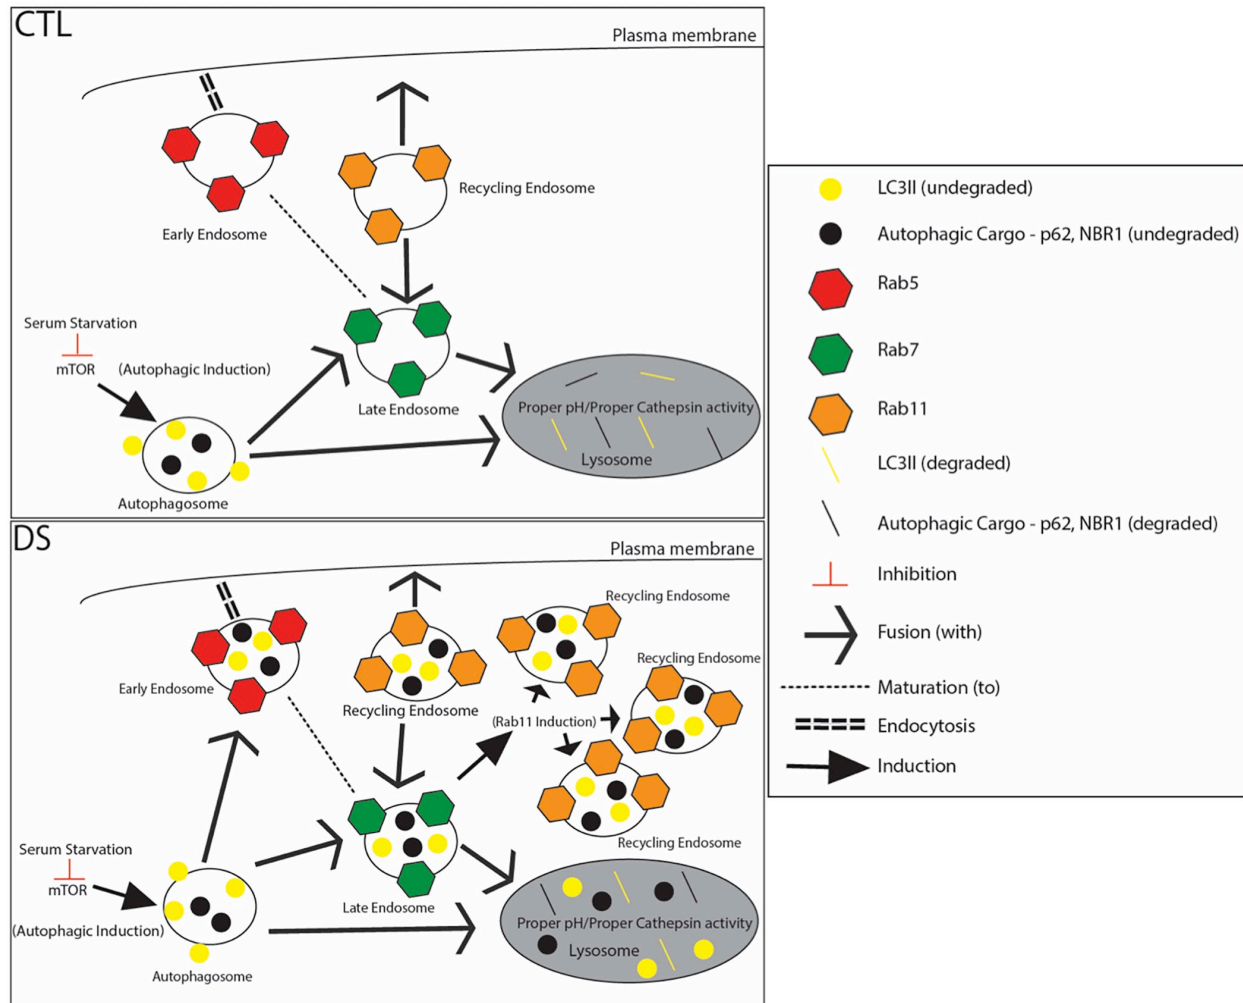 CTL
Plasma membrane
Recycling Endosome
Early Endosome
Serum Starvation
mTOR
(Autophagic Induction)
Late Endosome
Proper pH/Proper Cathepsin activity
Lysosome
Autophagosome
DS
Plasma membrane
Recycling Endosome
Recycling Endosome
Early Endosome
Recycling Endosome
(Rab11 Induction)
Recycling Endosome
Serum Starvation
mTOR
(Autophagic Induction)
Late Endosome
Proper pH/Proper Cathepsin activity
Lysosome
Autophagosome
LC3II (undegraded)
Autophagic Cargo - p62, NBR1 (undegraded)
Rab5
Rab7
Rab11
LC3II (degraded)
Autophagic Cargo - p62, NBR1 (degraded)
Inhibition
Fusion (with)
Maturation (to)
Endocytosis
Induction